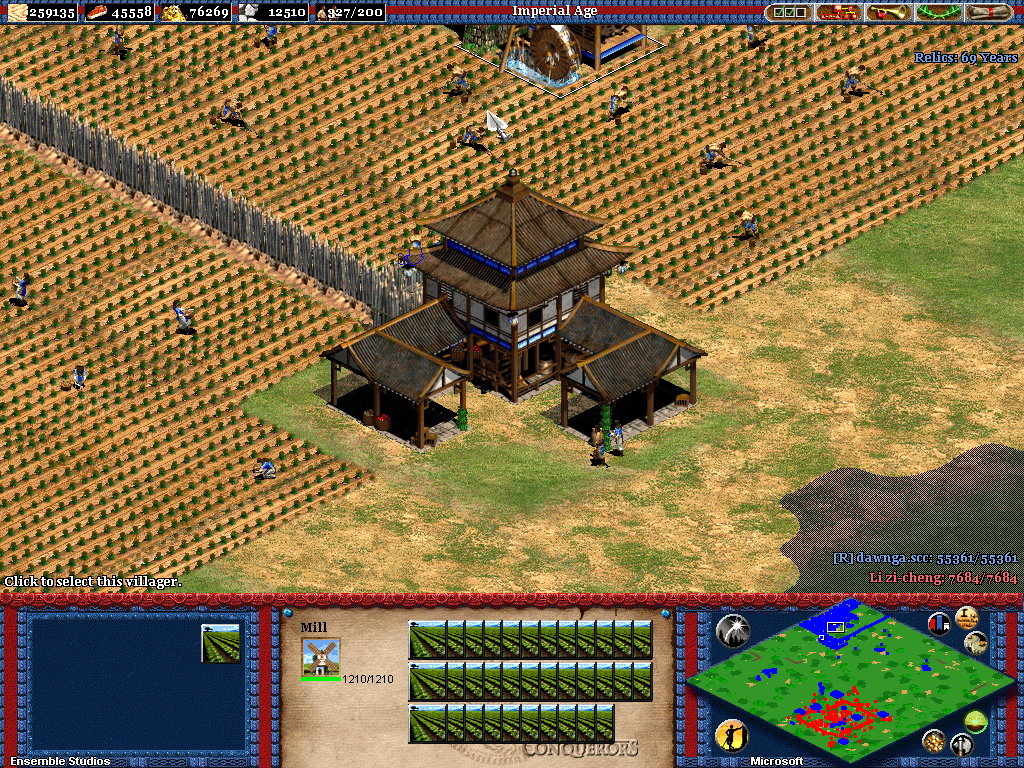 259135 45558 76269 12510 327/200 Imperial Age
Relics: 69 Years
[R]dawnga.scc: 55361/55361
Li zi-cheng: 7684/7684
Click to select this villager.
Mill
1210/1210
CONQUERORS
Ensemble Studios
Microsoft